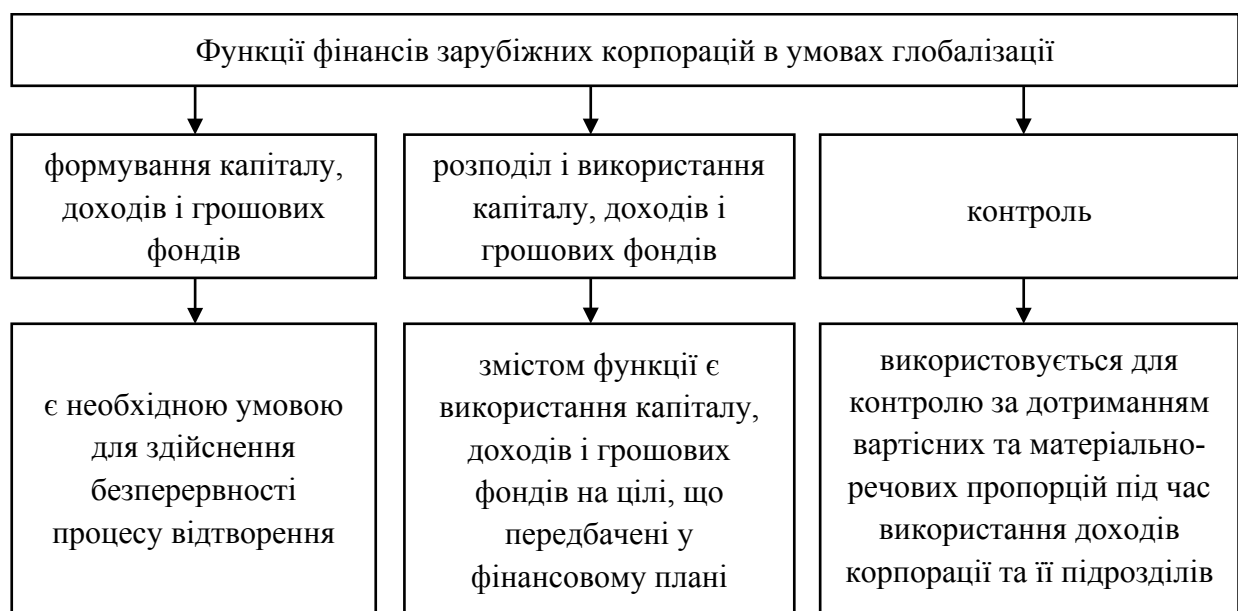 Функції фінансів зарубіжних корпорацій в умовах глобалізації
формування капіталу,
доходів і грошових
фондів
розподіл і використання
капіталу, доходів і
грошових фондів
контроль
є необхідною умовою
для здійснення
безперервності
процесу відтворення
змістом функції є
використання капіталу,
доходів і грошових
фондів на цілі, що
передбачені у
фінансовому плані
використовується для
контролю за дотриманням
вартісних та матеріально-
речових пропорцій під час
використання доходів
корпорації та її підрозділів